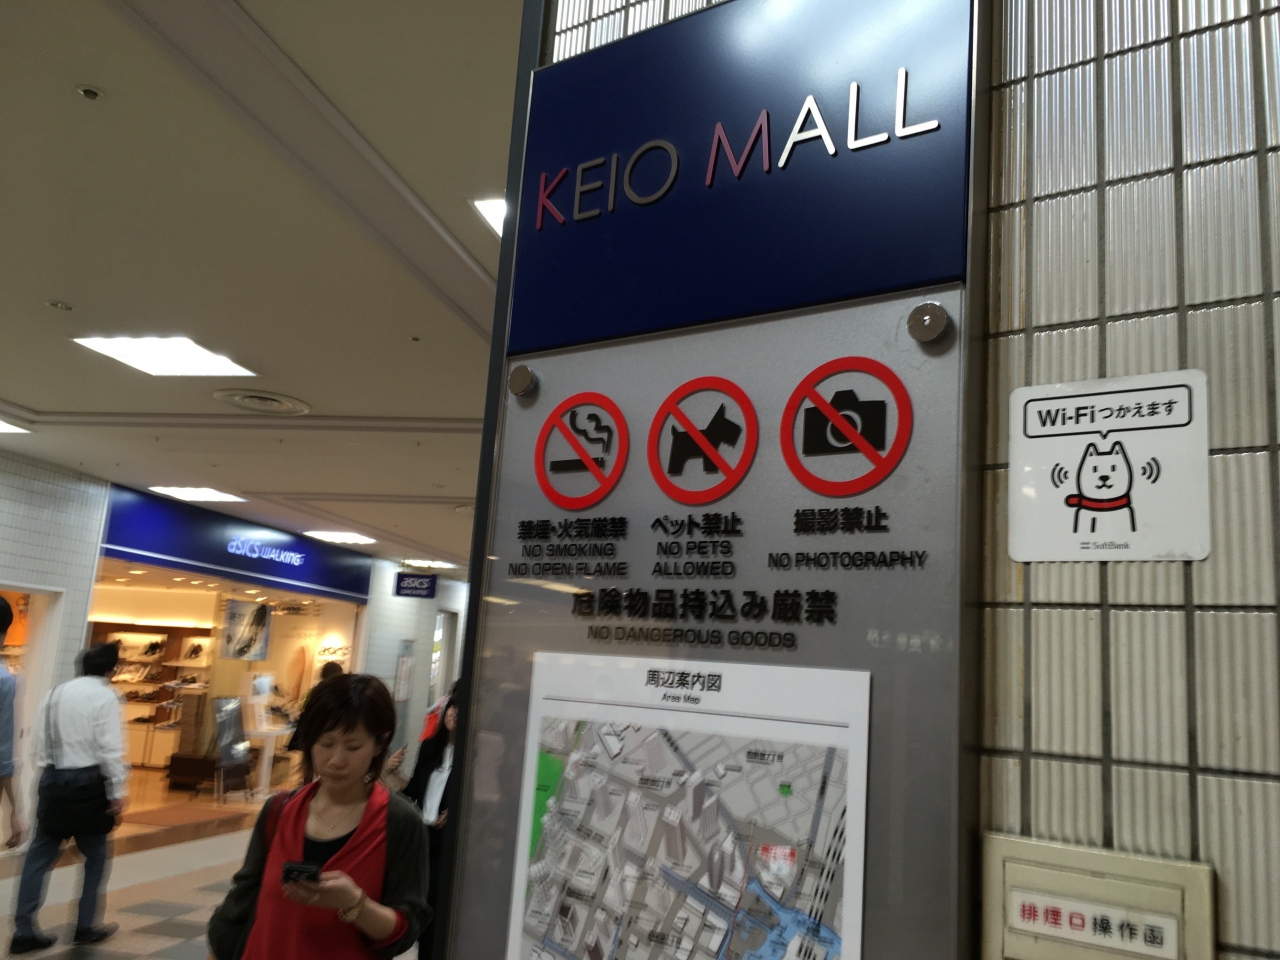 KEIO MALL
禁煙・火気厳禁
NO SMOKING
NO OPEN FLAME
ペット禁止
NO PETS
ALLOWED
撮影禁止
NO PHOTOGRAPHY
危険物品持込み厳禁
NO DANGEROUS GOODS
周辺案内図
Area Map
Wi-Fiつかえます
SoftBank
排煙口操作函
asics WALKING
asics
WALKING
asics